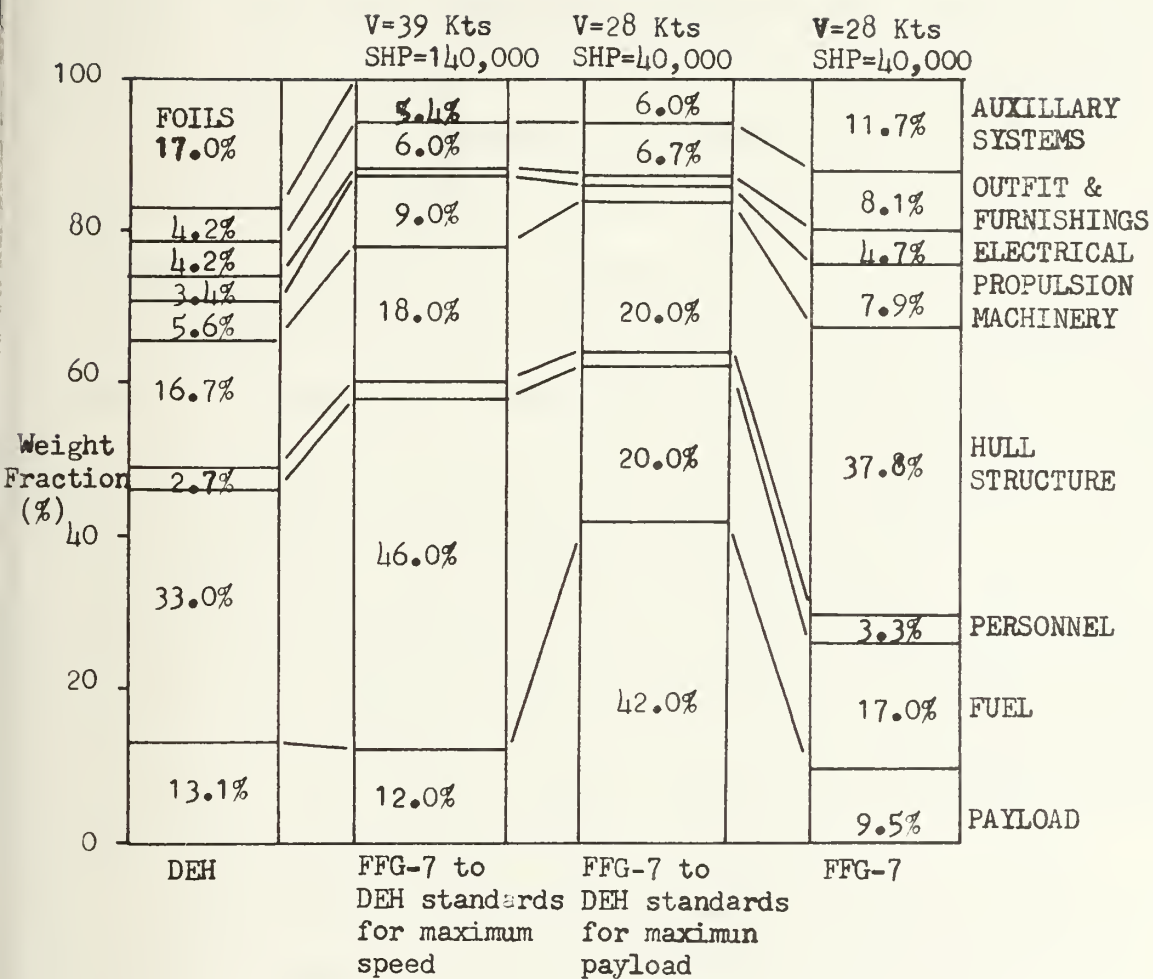 V=39 Kts
SHP=140,000
V=28 Kts
SHP=40,000
V=28 Kts
SHP=40,000
100
80
60
Weight
Fraction
(%)
40
20
0
FOILS
17.0%
4.2%
4.2%
3.4%
5.6%
16.7%
2.7%
33.0%
13.1%
5.4%
6.0%
9.0%
18.0%
46.0%
12.0%
6.0%
6.7%
20.0%
20.0%
42.0%
11.7%
8.1%
4.7%
7.9%
37.8%
3.3%
17.0%
9.5%
AUXILLARY
SYSTEMS
OUTFIT &
FURNISHINGS
ELECTRICAL
PROPULSION
MACHINERY
HULL
STRUCTURE
PERSONNEL
FUEL
PAYLOAD
DEH
FFG-7 to
DEH standards
for maximum
speed
FFG-7 to
DEH standards
for maximun
payload
FFG-7